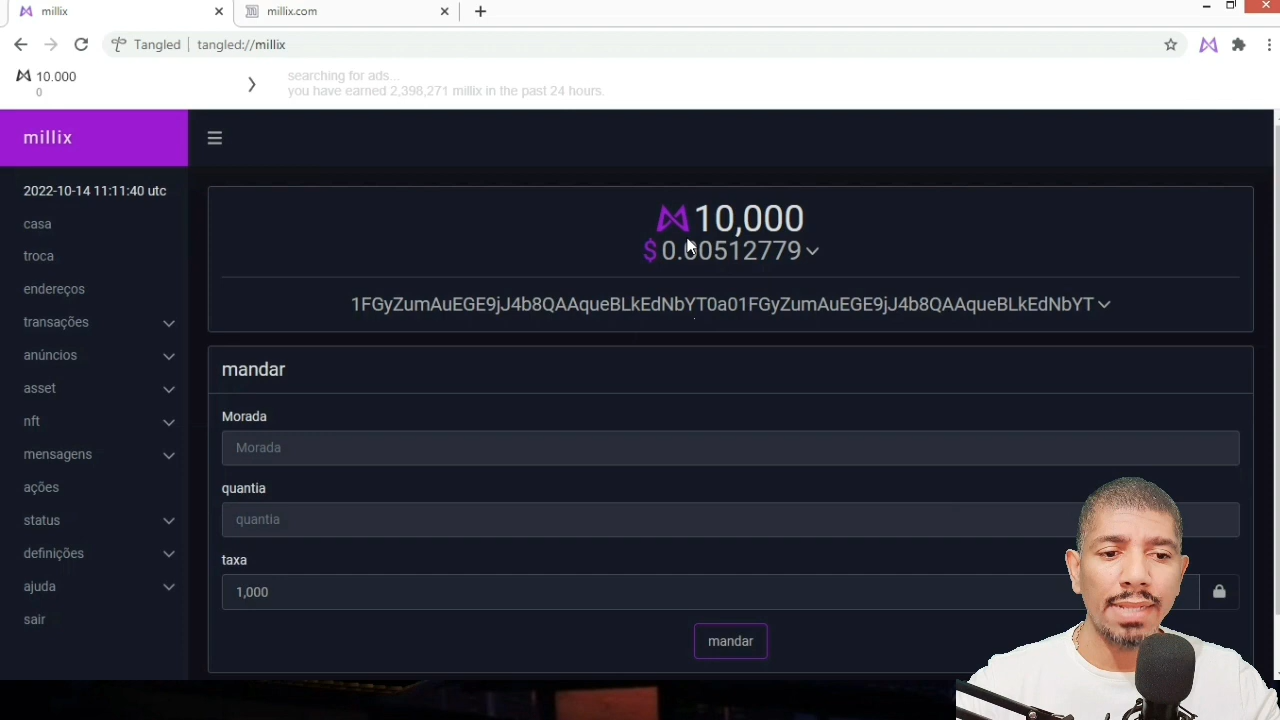 millix
millix.com
Tangled
tangled://millix
10.000
0
searching for ads...
you have earned 2,398,271 millix in the past 24 hours.
millix
2022-10-14 11:11:40 utc
casa
troca
endereços
transações
anúncios
asset
nft
mensagens
ações
status
definições
ajuda
sair
10,000
$ 0.00512779
1FGyZumAuEGE9jJ4b8QAAqueBLkEdNbYT0a01FGyZumAuEGE9jJ4b8QAAqueBLkEdNbYT
mandar
Morada
Morada
quantia
quantia
taxa
1,000
mandar